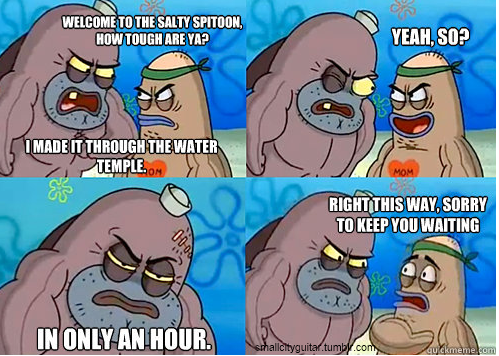 WELCOME TO THE SALTY SPITOON,
HOW TOUGH ARE YA?
I MADE IT THROUGH THE WATER
TEMPLE.
MOM
YEAH, SO?
MOM
IN ONLY AN HOUR.
RIGHT THIS WAY, SORRY
TO KEEP YOU WAITING
smallcityguitar.tumblr.com
quickmeme.com